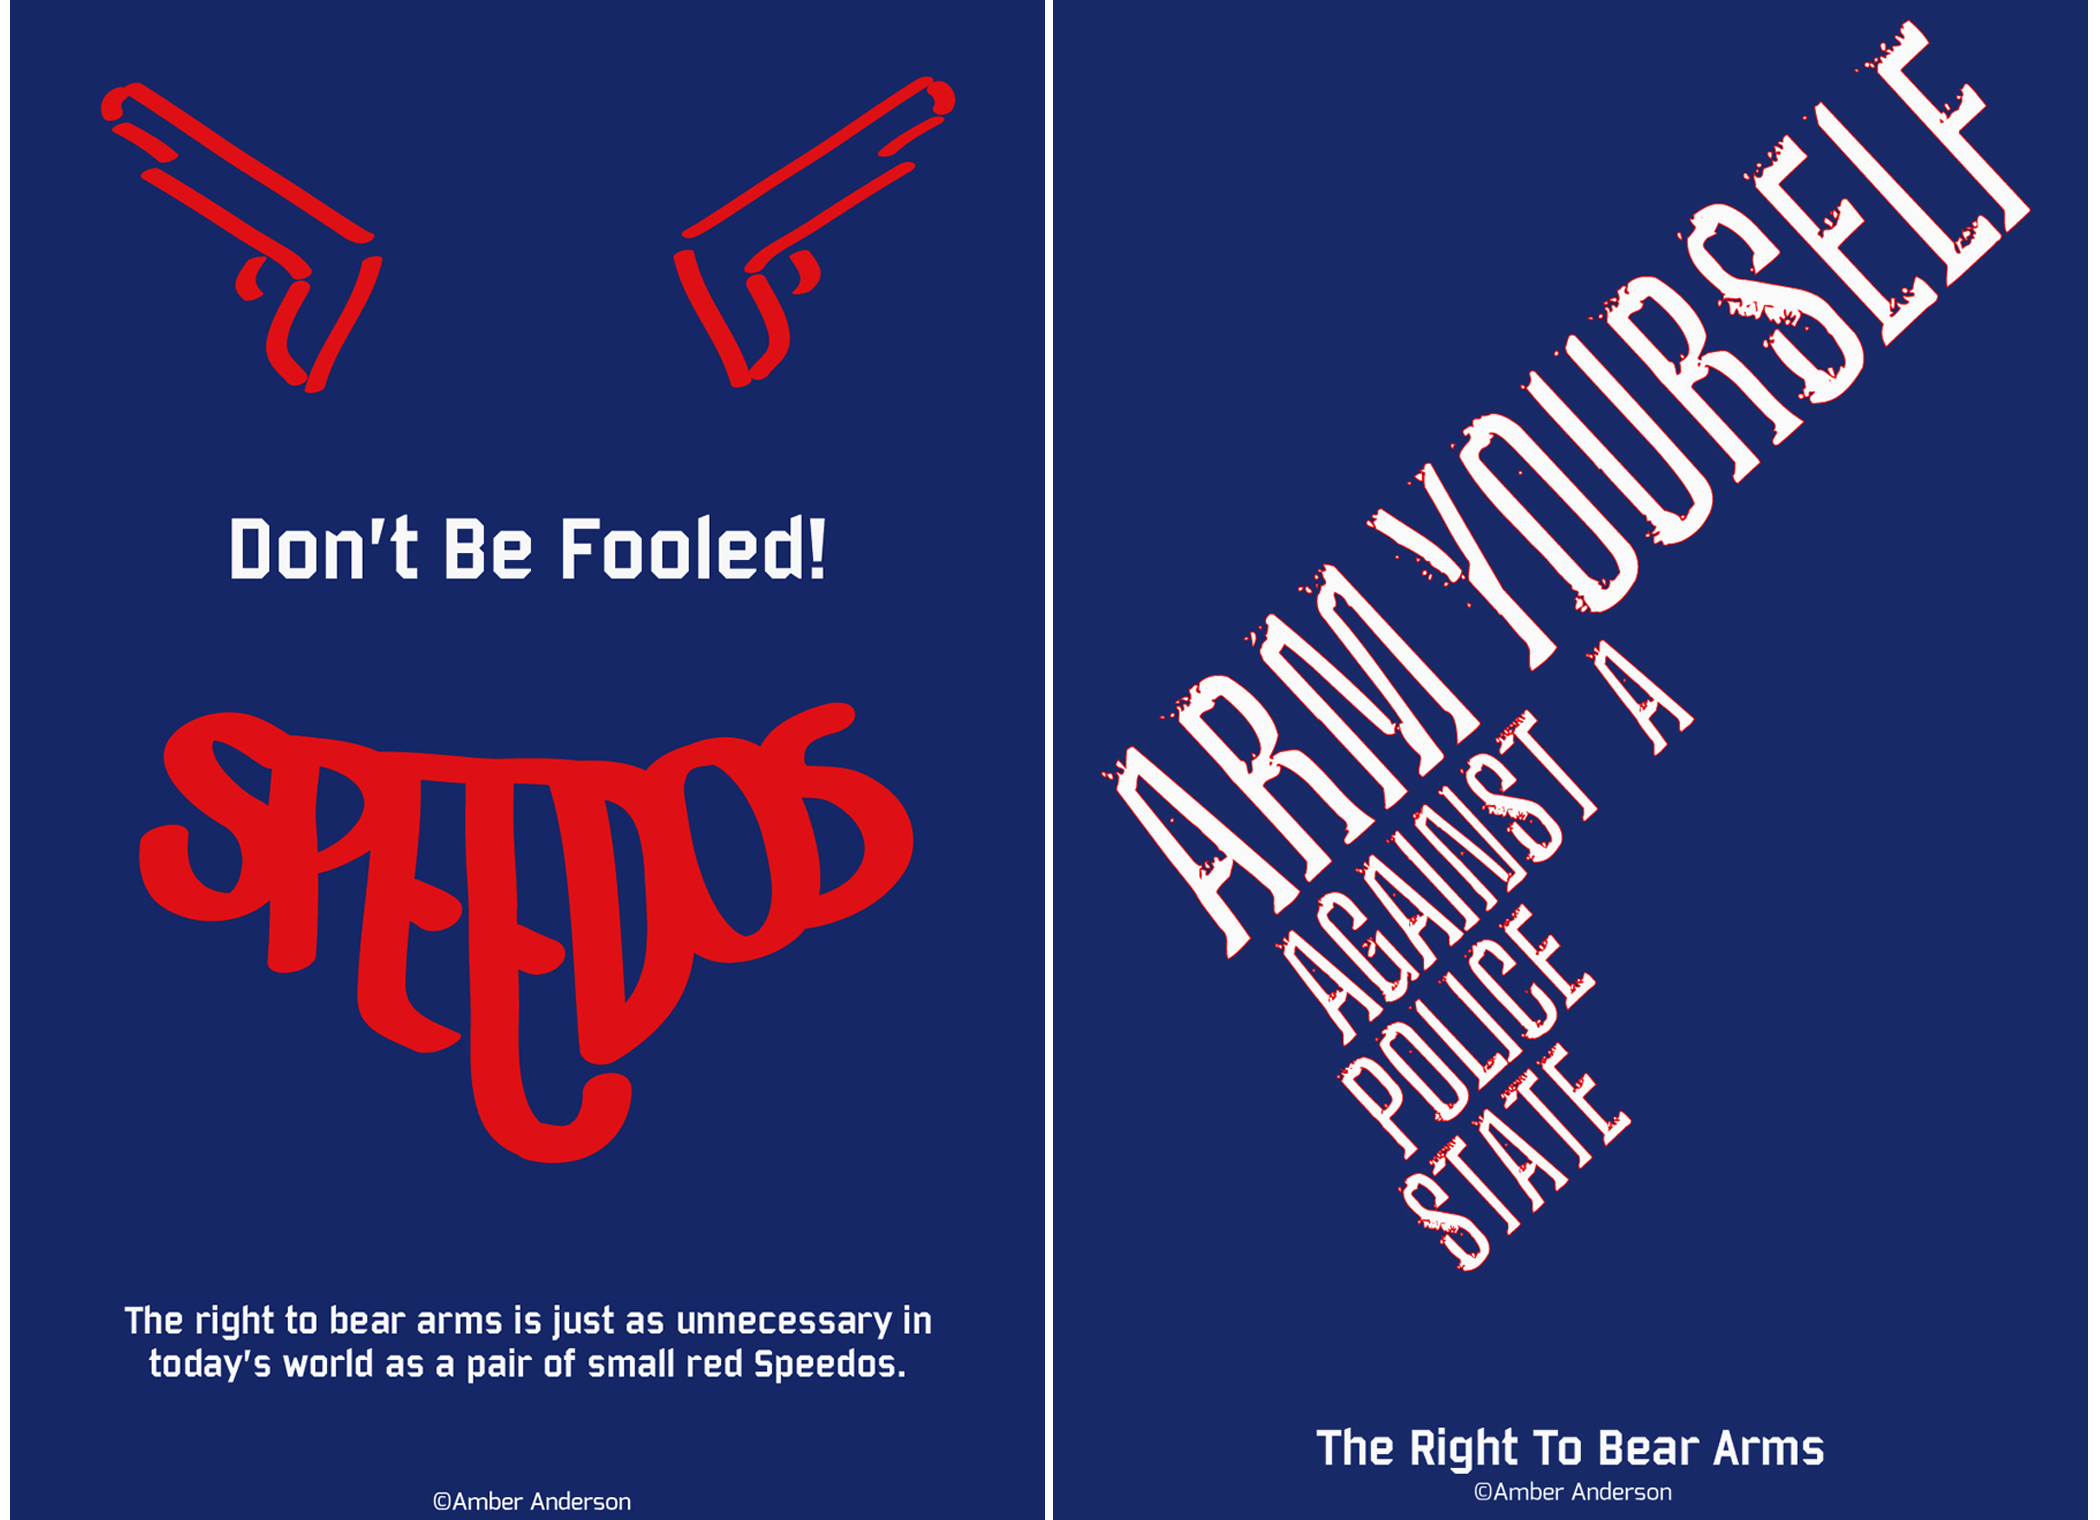 Don't Be Fooled!
SPEEDOS
The right to bear arms is just as unnecessary in
today's world as a pair of small red Speedos.
©Amber Anderson
ARM YOURSELF
AGAINST A
POLICE
STATE
The Right To Bear Arms
©Amber Anderson